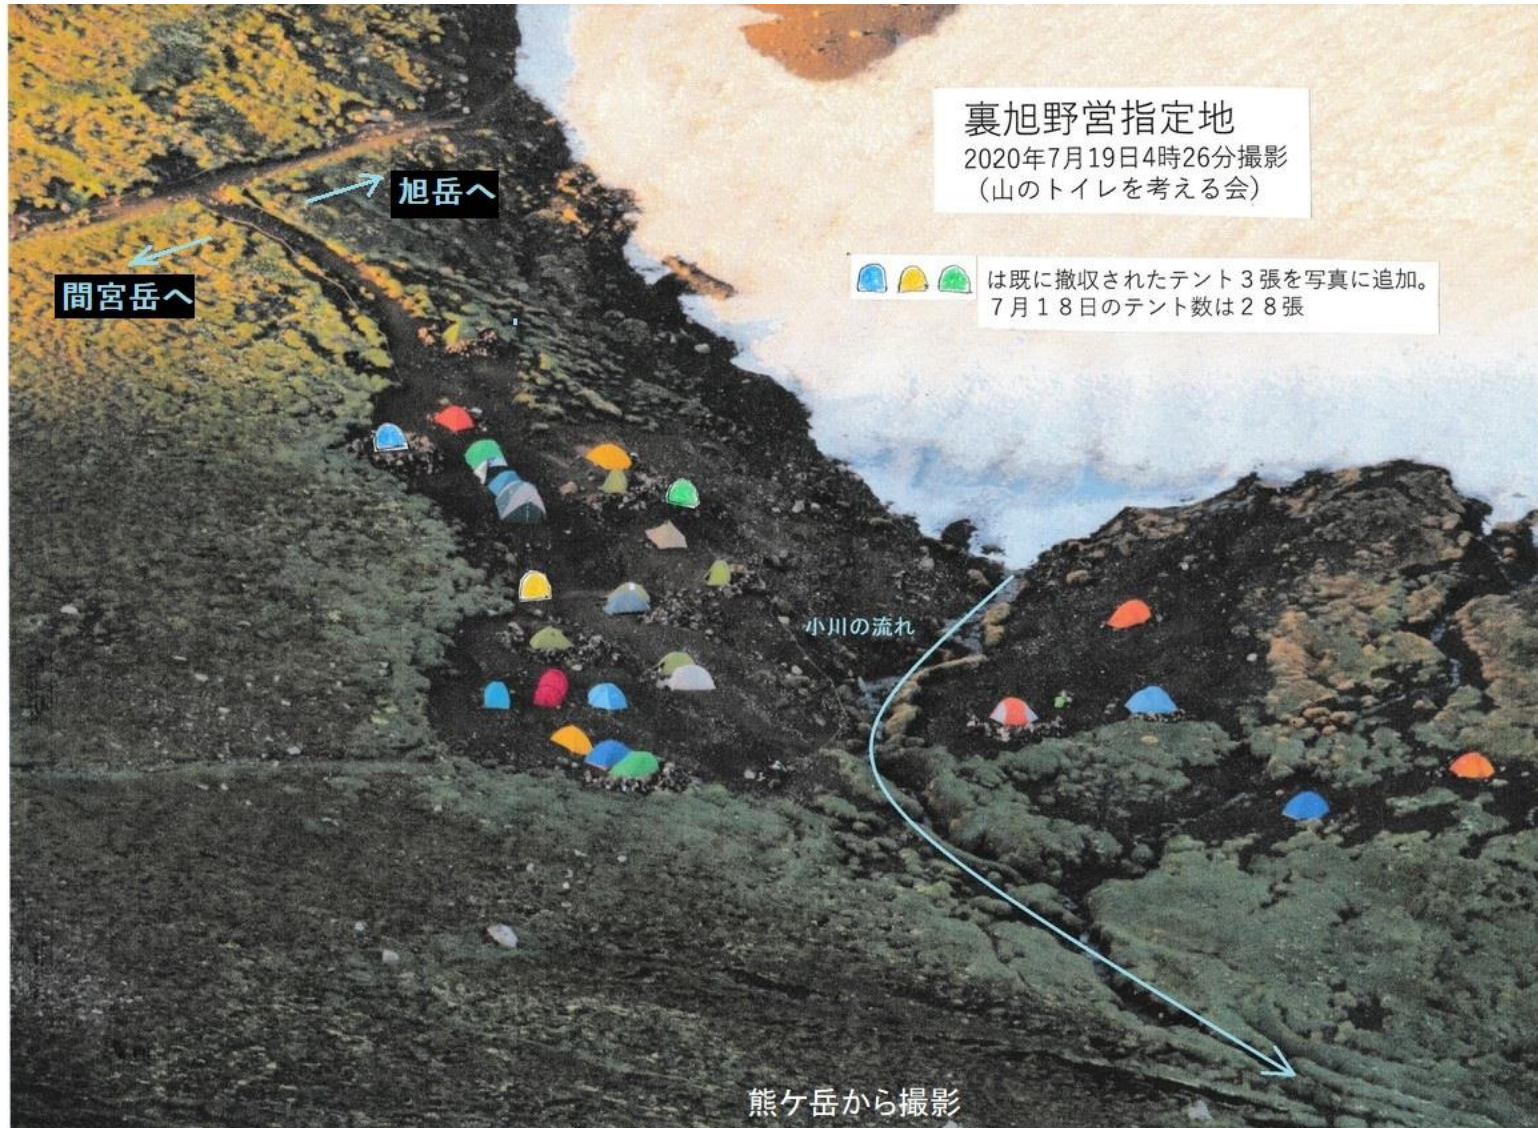 裏旭野営指定地
2020年7月19日4時26分撮影
（山のトイレを考える会）
旭岳へ
間宮岳へ
は既に撤収されたテント３張を写真に追加。
７月１８日のテント数は２８張
小川の流れ
熊ケ岳から撮影